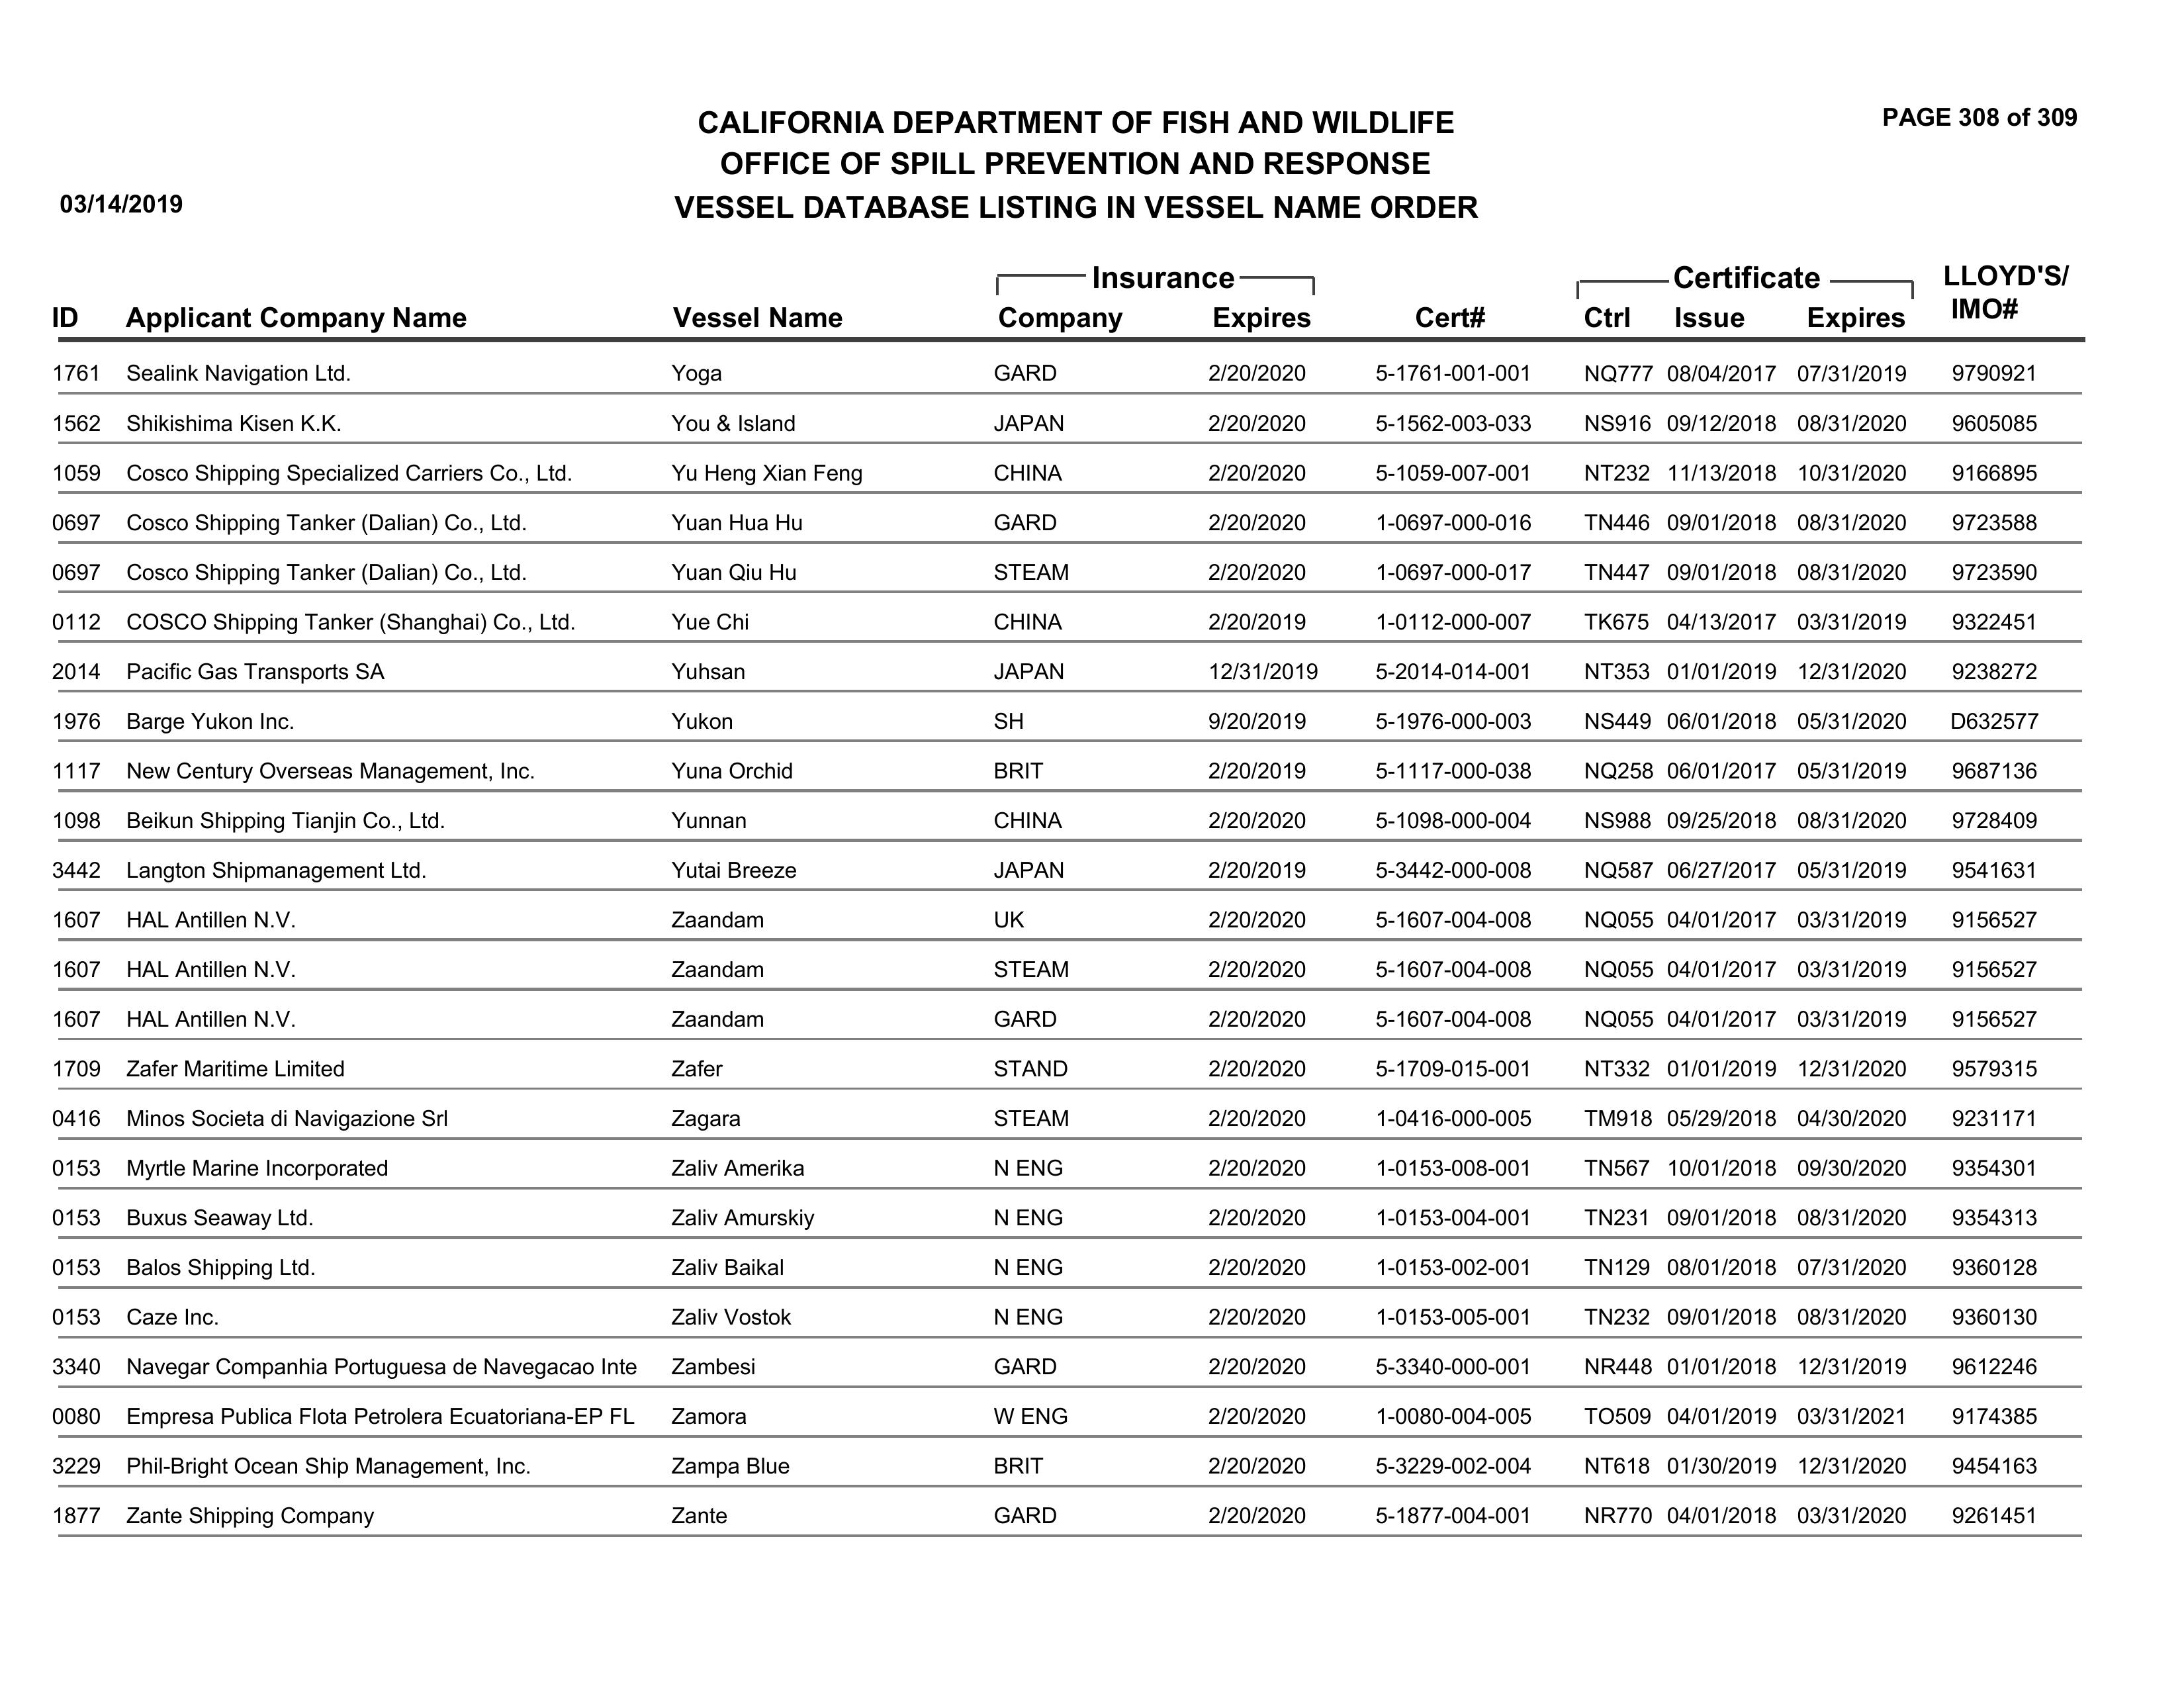 CALIFORNIA DEPARTMENT OF FISH AND WILDLIFE
PAGE 308 of 309
OFFICE OF SPILL PREVENTION AND RESPONSE
03/14/2019
VESSEL DATABASE LISTING IN VESSEL NAME ORDER
Insurance Certificate LLOYD'S/
ID Applicant Company Name Vessel Name Company Expires Cert# Ctrl Issue Expires IMO#
1761 Sealink Navigation Ltd. Yoga GARD 2/20/2020 5-1761-001-001 NQ777 08/04/2017 07/31/2019 9790921
1562 Shikishima Kisen K.K. You & Island JAPAN 2/20/2020 5-1562-003-033 NS916 09/12/2018 08/31/2020 9605085
1059 Cosco Shipping Specialized Carriers Co., Ltd. Yu Heng Xian Feng CHINA 2/20/2020 5-1059-007-001 NT232 11/13/2018 10/31/2020 9166895
0697 Cosco Shipping Tanker (Dalian) Co., Ltd. Yuan Hua Hu GARD 2/20/2020 1-0697-000-016 TN446 09/01/2018 08/31/2020 9723588
0697 Cosco Shipping Tanker (Dalian) Co., Ltd. Yuan Qiu Hu STEAM 2/20/2020 1-0697-000-017 TN447 09/01/2018 08/31/2020 9723590
0112 COSCO Shipping Tanker (Shanghai) Co., Ltd. Yue Chi CHINA 2/20/2019 1-0112-000-007 TK675 04/13/2017 03/31/2019 9322451
2014 Pacific Gas Transports SA Yuhsan JAPAN 12/31/2019 5-2014-014-001 NT353 01/01/2019 12/31/2020 9238272
1976 Barge Yukon Inc. Yukon SH 9/20/2019 5-1976-000-003 NS449 06/01/2018 05/31/2020 D632577
1117 New Century Overseas Management, Inc. Yuna Orchid BRIT 2/20/2019 5-1117-000-038 NQ258 06/01/2017 05/31/2019 9687136
1098 Beikun Shipping Tianjin Co., Ltd. Yunnan CHINA 2/20/2020 5-1098-000-004 NS988 09/25/2018 08/31/2020 9728409
3442 Langton Shipmanagement Ltd. Yutai Breeze JAPAN 2/20/2019 5-3442-000-008 NQ587 06/27/2017 05/31/2019 9541631
1607 HAL Antillen N.V. Zaandam UK 2/20/2020 5-1607-004-008 NQ055 04/01/2017 03/31/2019 9156527
1607 HAL Antillen N.V. Zaandam STEAM 2/20/2020 5-1607-004-008 NQ055 04/01/2017 03/31/2019 9156527
1607 HAL Antillen N.V. Zaandam GARD 2/20/2020 5-1607-004-008 NQ055 04/01/2017 03/31/2019 9156527
1709 Zafer Maritime Limited Zafer STAND 2/20/2020 5-1709-015-001 NT332 01/01/2019 12/31/2020 9579315
0416 Minos Societa di Navigazione Srl Zagara STEAM 2/20/2020 1-0416-000-005 TM918 05/29/2018 04/30/2020 9231171
0153 Myrtle Marine Incorporated Zaliv Amerika N ENG 2/20/2020 1-0153-008-001 TN567 10/01/2018 09/30/2020 9354301
0153 Buxus Seaway Ltd. Zaliv Amurskiy N ENG 2/20/2020 1-0153-004-001 TN231 09/01/2018 08/31/2020 9354313
0153 Balos Shipping Ltd. Zaliv Baikal N ENG 2/20/2020 1-0153-002-001 TN129 08/01/2018 07/31/2020 9360128
0153 Caze Inc. Zaliv Vostok N ENG 2/20/2020 1-0153-005-001 TN232 09/01/2018 08/31/2020 9360130
3340 Navegar Companhia Portuguesa de Navegacao Inte Zambesi GARD 2/20/2020 5-3340-000-001 NR448 01/01/2018 12/31/2019 9612246
0080 Empresa Publica Flota Petrolera Ecuatoriana-EP FL Zamora W ENG 2/20/2020 1-0080-004-005 TO509 04/01/2019 03/31/2021 9174385
3229 Phil-Bright Ocean Ship Management, Inc. Zampa Blue BRIT 2/20/2020 5-3229-002-004 NT618 01/30/2019 12/31/2020 9454163
1877 Zante Shipping Company Zante GARD 2/20/2020 5-1877-004-001 NR770 04/01/2018 03/31/2020 9261451